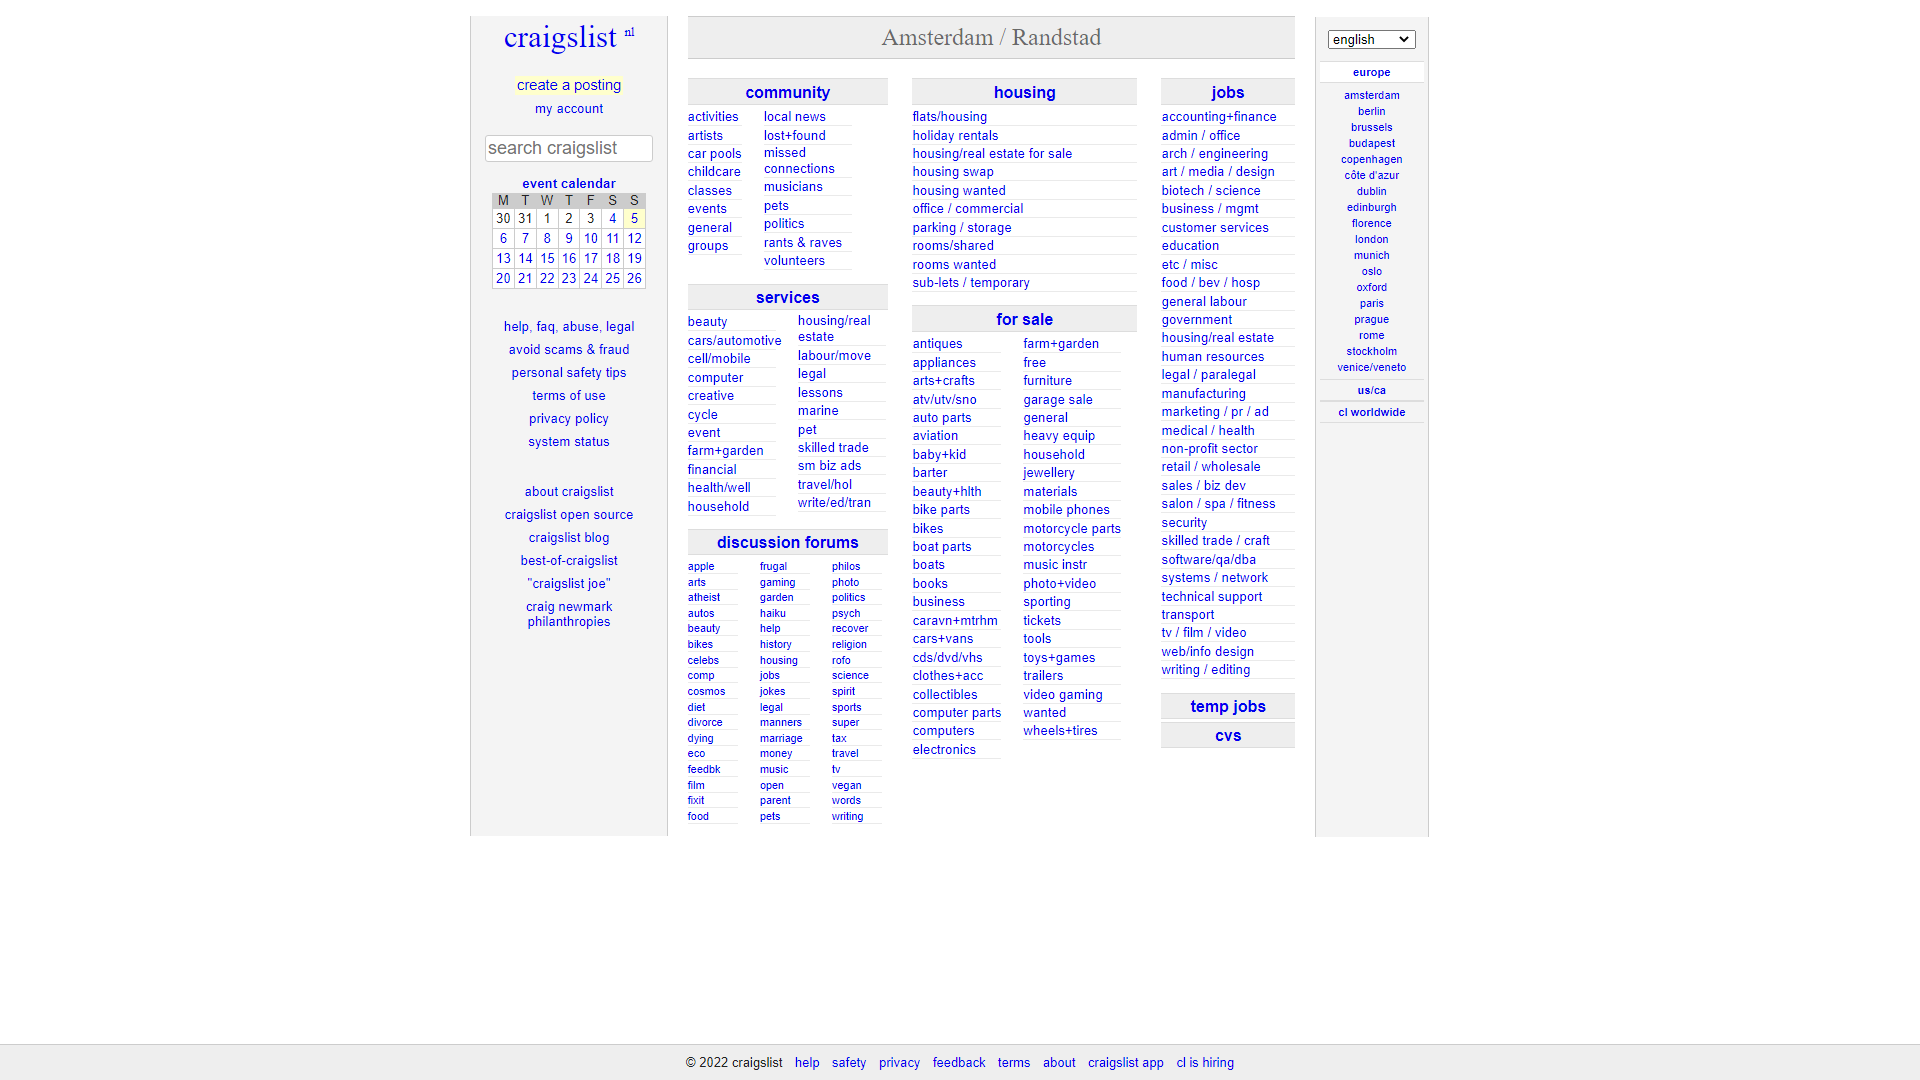 craigslist nl
create a posting
my account
search craigslist
event calendar
M T W T F S S
30 31 1 2 3 4 5
6 7 8 9 10 11 12
13 14 15 16 17 18 19
20 21 22 23 24 25 26
help, faq, abuse, legal
avoid scams & fraud
personal safety tips
terms of use
privacy policy
system status
about craigslist
craigslist open source
craigslist blog
best-of-craigslist
"craigslist joe"
craig newmark
philanthropies
Amsterdam / Randstad
community
activities
artists
car pools
childcare
classes
events
general
groups
local news
lost+found
missed
connections
musicians
pets
politics
rants & raves
volunteers
services
beauty
cars/automotive
cell/mobile
computer
creative
cycle
event
farm+garden
financial
health/well
household
housing/real
estate
labour/move
legal
lessons
marine
pet
skilled trade
sm biz ads
travel/hol
write/ed/tran
discussion forums
apple
arts
atheist
autos
beauty
bikes
celebs
comp
cosmos
diet
divorce
dying
eco
feedbk
film
fixit
food
frugal
gaming
garden
haiku
help
history
housing
jobs
jokes
legal
manners
marriage
money
music
open
parent
pets
philos
photo
politics
psych
recover
religion
rofo
science
spirit
sports
super
tax
travel
tv
vegan
words
writing
housing
flats/housing
holiday rentals
housing/real estate for sale
housing swap
housing wanted
office / commercial
parking / storage
rooms/shared
rooms wanted
sub-lets / temporary
for sale
antiques
appliances
arts+crafts
atv/utv/sno
auto parts
aviation
baby+kid
barter
beauty+hlth
bike parts
bikes
boat parts
boats
books
business
caravn+mtrhm
cars+vans
cds/dvd/vhs
clothes+acc
collectibles
computer parts
computers
electronics
farm+garden
free
furniture
garage sale
general
heavy equip
household
jewellery
materials
mobile phones
motorcycle parts
motorcycles
music instr
photo+video
sporting
tickets
tools
toys+games
trailers
video gaming
wanted
wheels+tires
jobs
accounting+finance
admin / office
arch / engineering
art / media / design
biotech / science
business / mgmt
customer services
education
etc / misc
food / bev / hosp
general labour
government
housing/real estate
human resources
legal / paralegal
manufacturing
marketing / pr / ad
medical / health
non-profit sector
retail / wholesale
sales / biz dev
salon / spa / fitness
security
skilled trade / craft
software/qa/dba
systems / network
technical support
transport
tv / film / video
web/info design
writing / editing
temp jobs
cvs
english
europe
amsterdam
berlin
brussels
budapest
copenhagen
côte d'azur
dublin
edinburgh
florence
london
munich
oslo
oxford
paris
prague
rome
stockholm
venice/veneto
us/ca
cl worldwide
© 2022 craigslist help safety privacy feedback terms about craigslist app cl is hiring